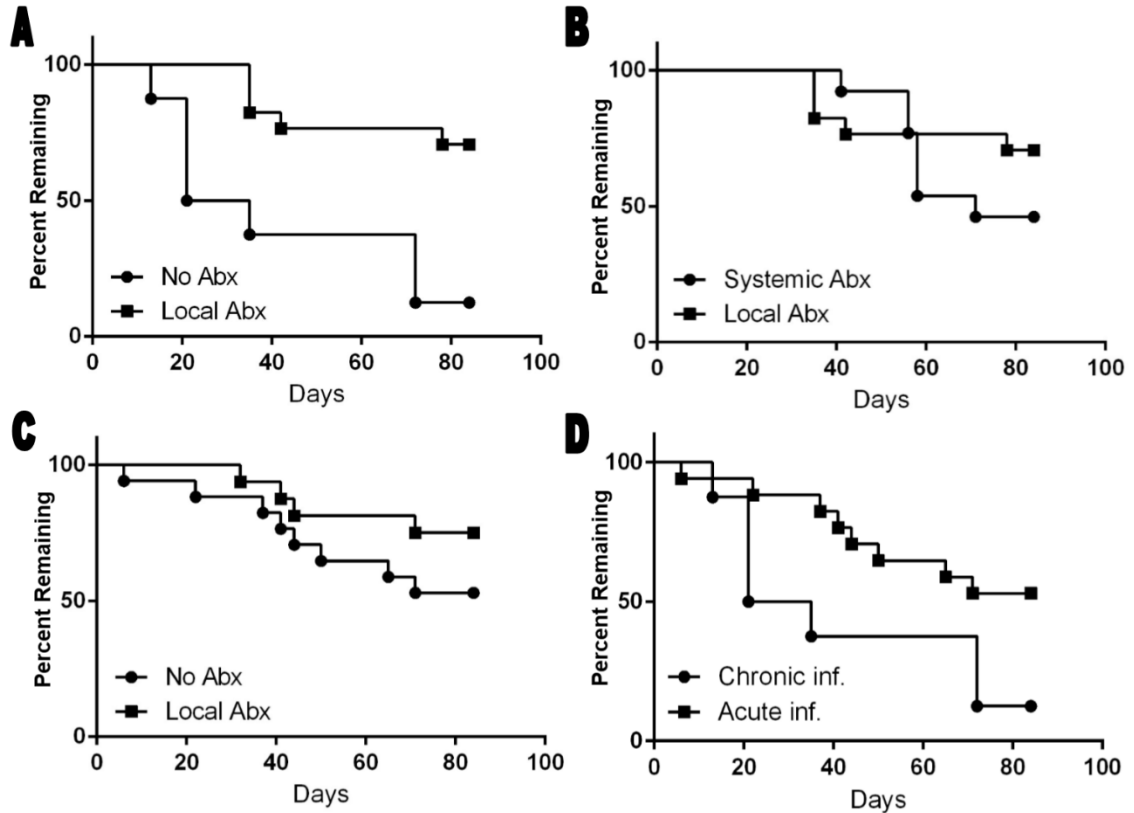 A
Percent Remaining
100
50
0
No Abx
Local Abx
0 20 40 60 80 100
Days
B
Percent Remaining
100
50
0
Systemic Abx
Local Abx
0 20 40 60 80 100
Days
C
Percent Remaining
100
50
0
No Abx
Local Abx
0 20 40 60 80 100
Days
D
Percent Remaining
100
50
0
Chronic inf.
Acute inf.
0 20 40 60 80 100
Days